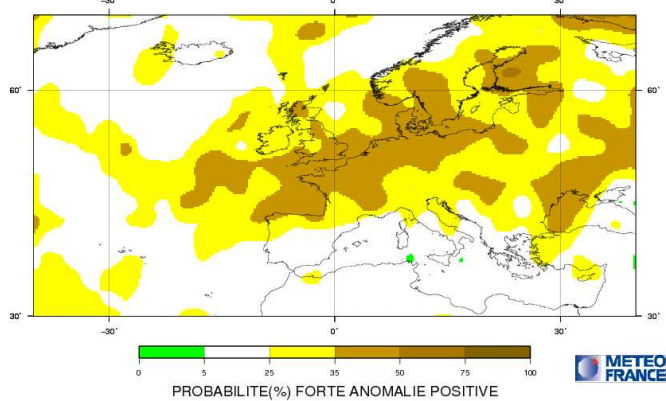 -30° 0° 30°
60° 60°
30° 30°
-30° 0° 30°
0 5 25 35 50 75 100
PROBABILITE(%) FORTE ANOMALIE POSITIVE
METEO
FRANCE